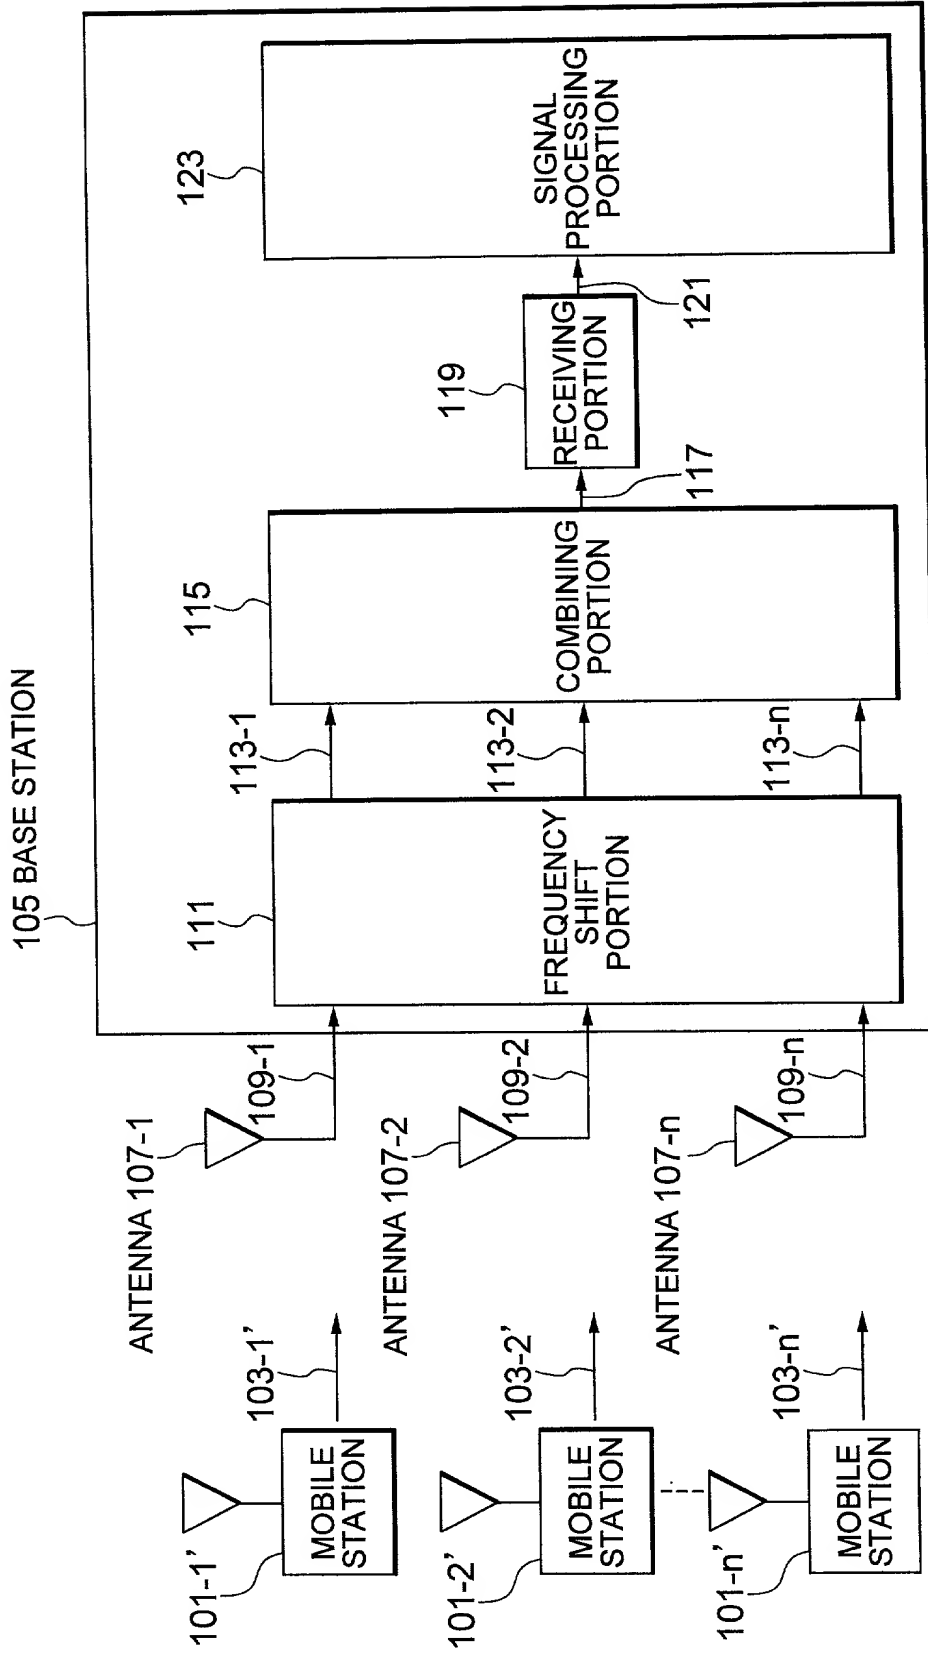 105 BASE STATION
123
SIGNAL
PROCESSING
PORTION
121
119
RECEIVING
PORTION
117
115
COMBINING
PORTION
113-1
113-2
113-n
111
FREQUENCY
SHIFT
PORTION
109-1
109-2
109-n
ANTENNA 107-1
ANTENNA 107-2
ANTENNA 107-n
103-1'
103-2'
103-n'
MOBILE
STATION
101-1'
MOBILE
STATION
101-2'
MOBILE
STATION
101-n'